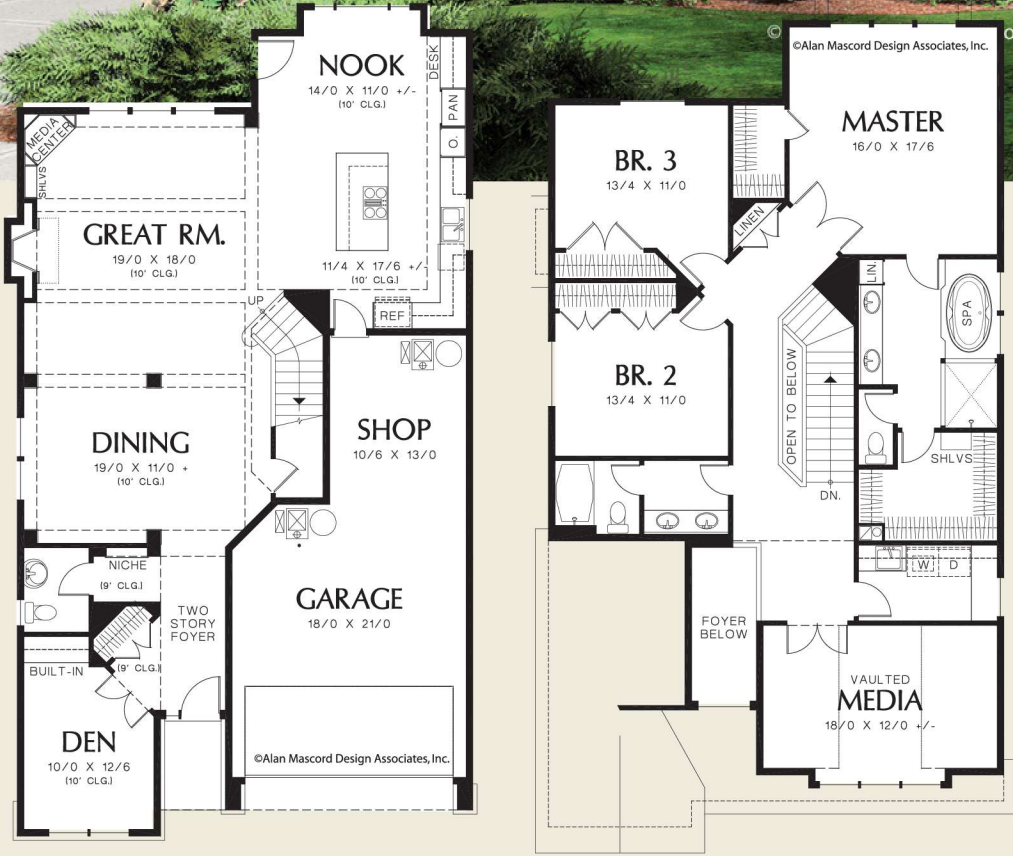 NOOK
14/0 X 11/0 +/-
(10' CLG.)
DESK
PAN
O.
MEDIA
CENTER
SHLVS
GREAT RM.
19/0 X 18/0
(10' CLG.)
11/4 X 17/6 +/-
(10' CLG.)
UP
REF
SHOP
10/6 X 13/0
DINING
19/0 X 11/0 +
(10' CLG.)
NICHE
(9' CLG.)
TWO
STORY
FOYER
GARAGE
18/0 X 21/0
BUILT-IN
(9' CLG.)
DEN
10/0 X 12/6
(10' CLG.)
©Alan Mascord Design Associates, Inc.
©
©Alan Mascord Design Associates, Inc.
MASTER
16/0 X 17/6
BR. 3
13/4 X 11/0
LINEN
LIN.
SPA
BR. 2
13/4 X 11/0
OPEN TO BELOW
DN.
SHLVS
W
D
FOYER
BELOW
VAULTED
MEDIA
18/0 X 12/0 +/-